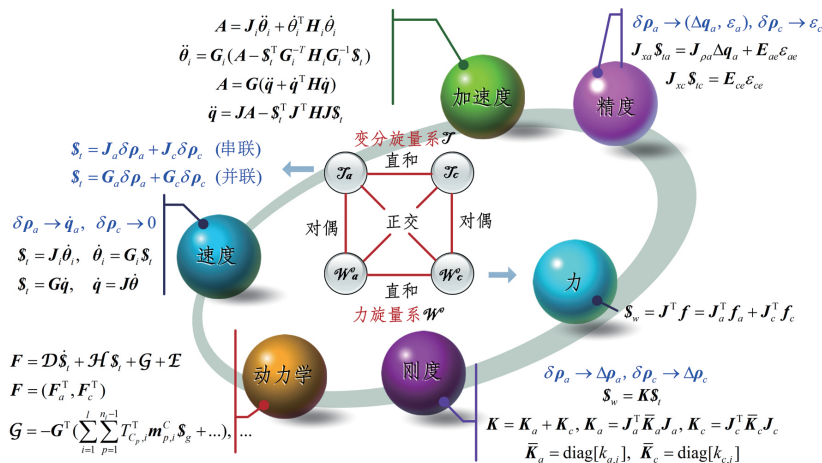 A = J_i θ̈_i + θ̇_i^T H_i θ̇_i
θ̈_i = G_i(A − $_t^T G_i^{-T} H_i G_i^{-1} $_t)
A = G(q̈ + q̇^T H q̇)
q̈ = JA − $_t^T J^T HJ $_t
加速度
δρ_a → (Δq_a, ε_a), δρ_c → ε_c
J_{xa} $_{ta} = J_{ρa} Δq_a + E_{ae} ε_{ae}
J_{xc} $_{tc} = E_{ce} ε_{ce}
精度
$_t = J_a δρ_a + J_c δρ_c (串联)
$_t = G_a δρ_a + G_c δρ_c (并联)
变分旋量系𝒯
直和
𝒯_a
𝒯_c
对偶
正交
对偶
𝒲_a
𝒲_c
直和
力旋量系𝒲
δρ_a → q̇_a, δρ_c → 0
$_t = J_i θ̇_i, θ̇_i = G_i $_t
$_t = G q̇, q̇ = J θ̇
速度
力
$_w = J^T f = J_a^T f_a + J_c^T f_c
F = 𝒟 $̇_t + ℋ $_t + 𝒢 + ℰ
F = (F_a^T, F_c^T)
𝒢 = −G^T(∑_{i=1}^{l} ∑_{p=1}^{n_i−1} T_{C_p,i}^T m_{p,i}^C $_g + ...), ...
动力学
刚度
δρ_a → Δρ_a, δρ_c → Δρ_c
$_w = K $_t
K = K_a + K_c, K_a = J_a^T K̄_a J_a, K_c = J_c^T K̄_c J_c
K̄_a = diag[k_{a,i}], K̄_c = diag[k_{c,i}]